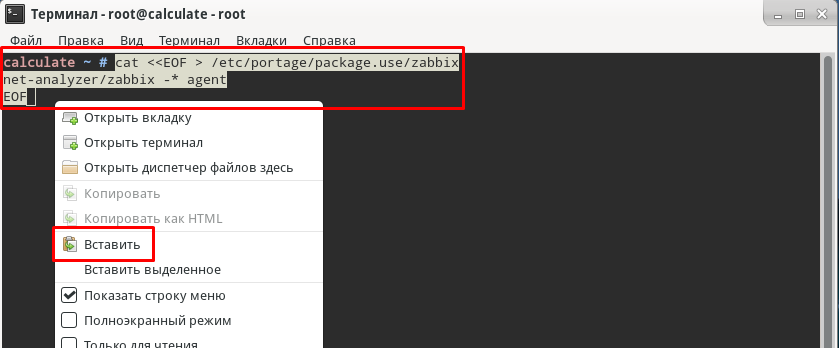 Терминал - root@calculate - root
Файл Правка Вид Терминал Вкладки Справка
calculate ~ # cat <<EOF > /etc/portage/package.use/zabbix
net-analyzer/zabbix -* agent
EOF
Открыть вкладку
Открыть терминал
Открыть диспетчер файлов здесь
Копировать
Копировать как HTML
Вставить
Вставить выделенное
Показать строку меню
Полноэкранный режим
Только для чтения